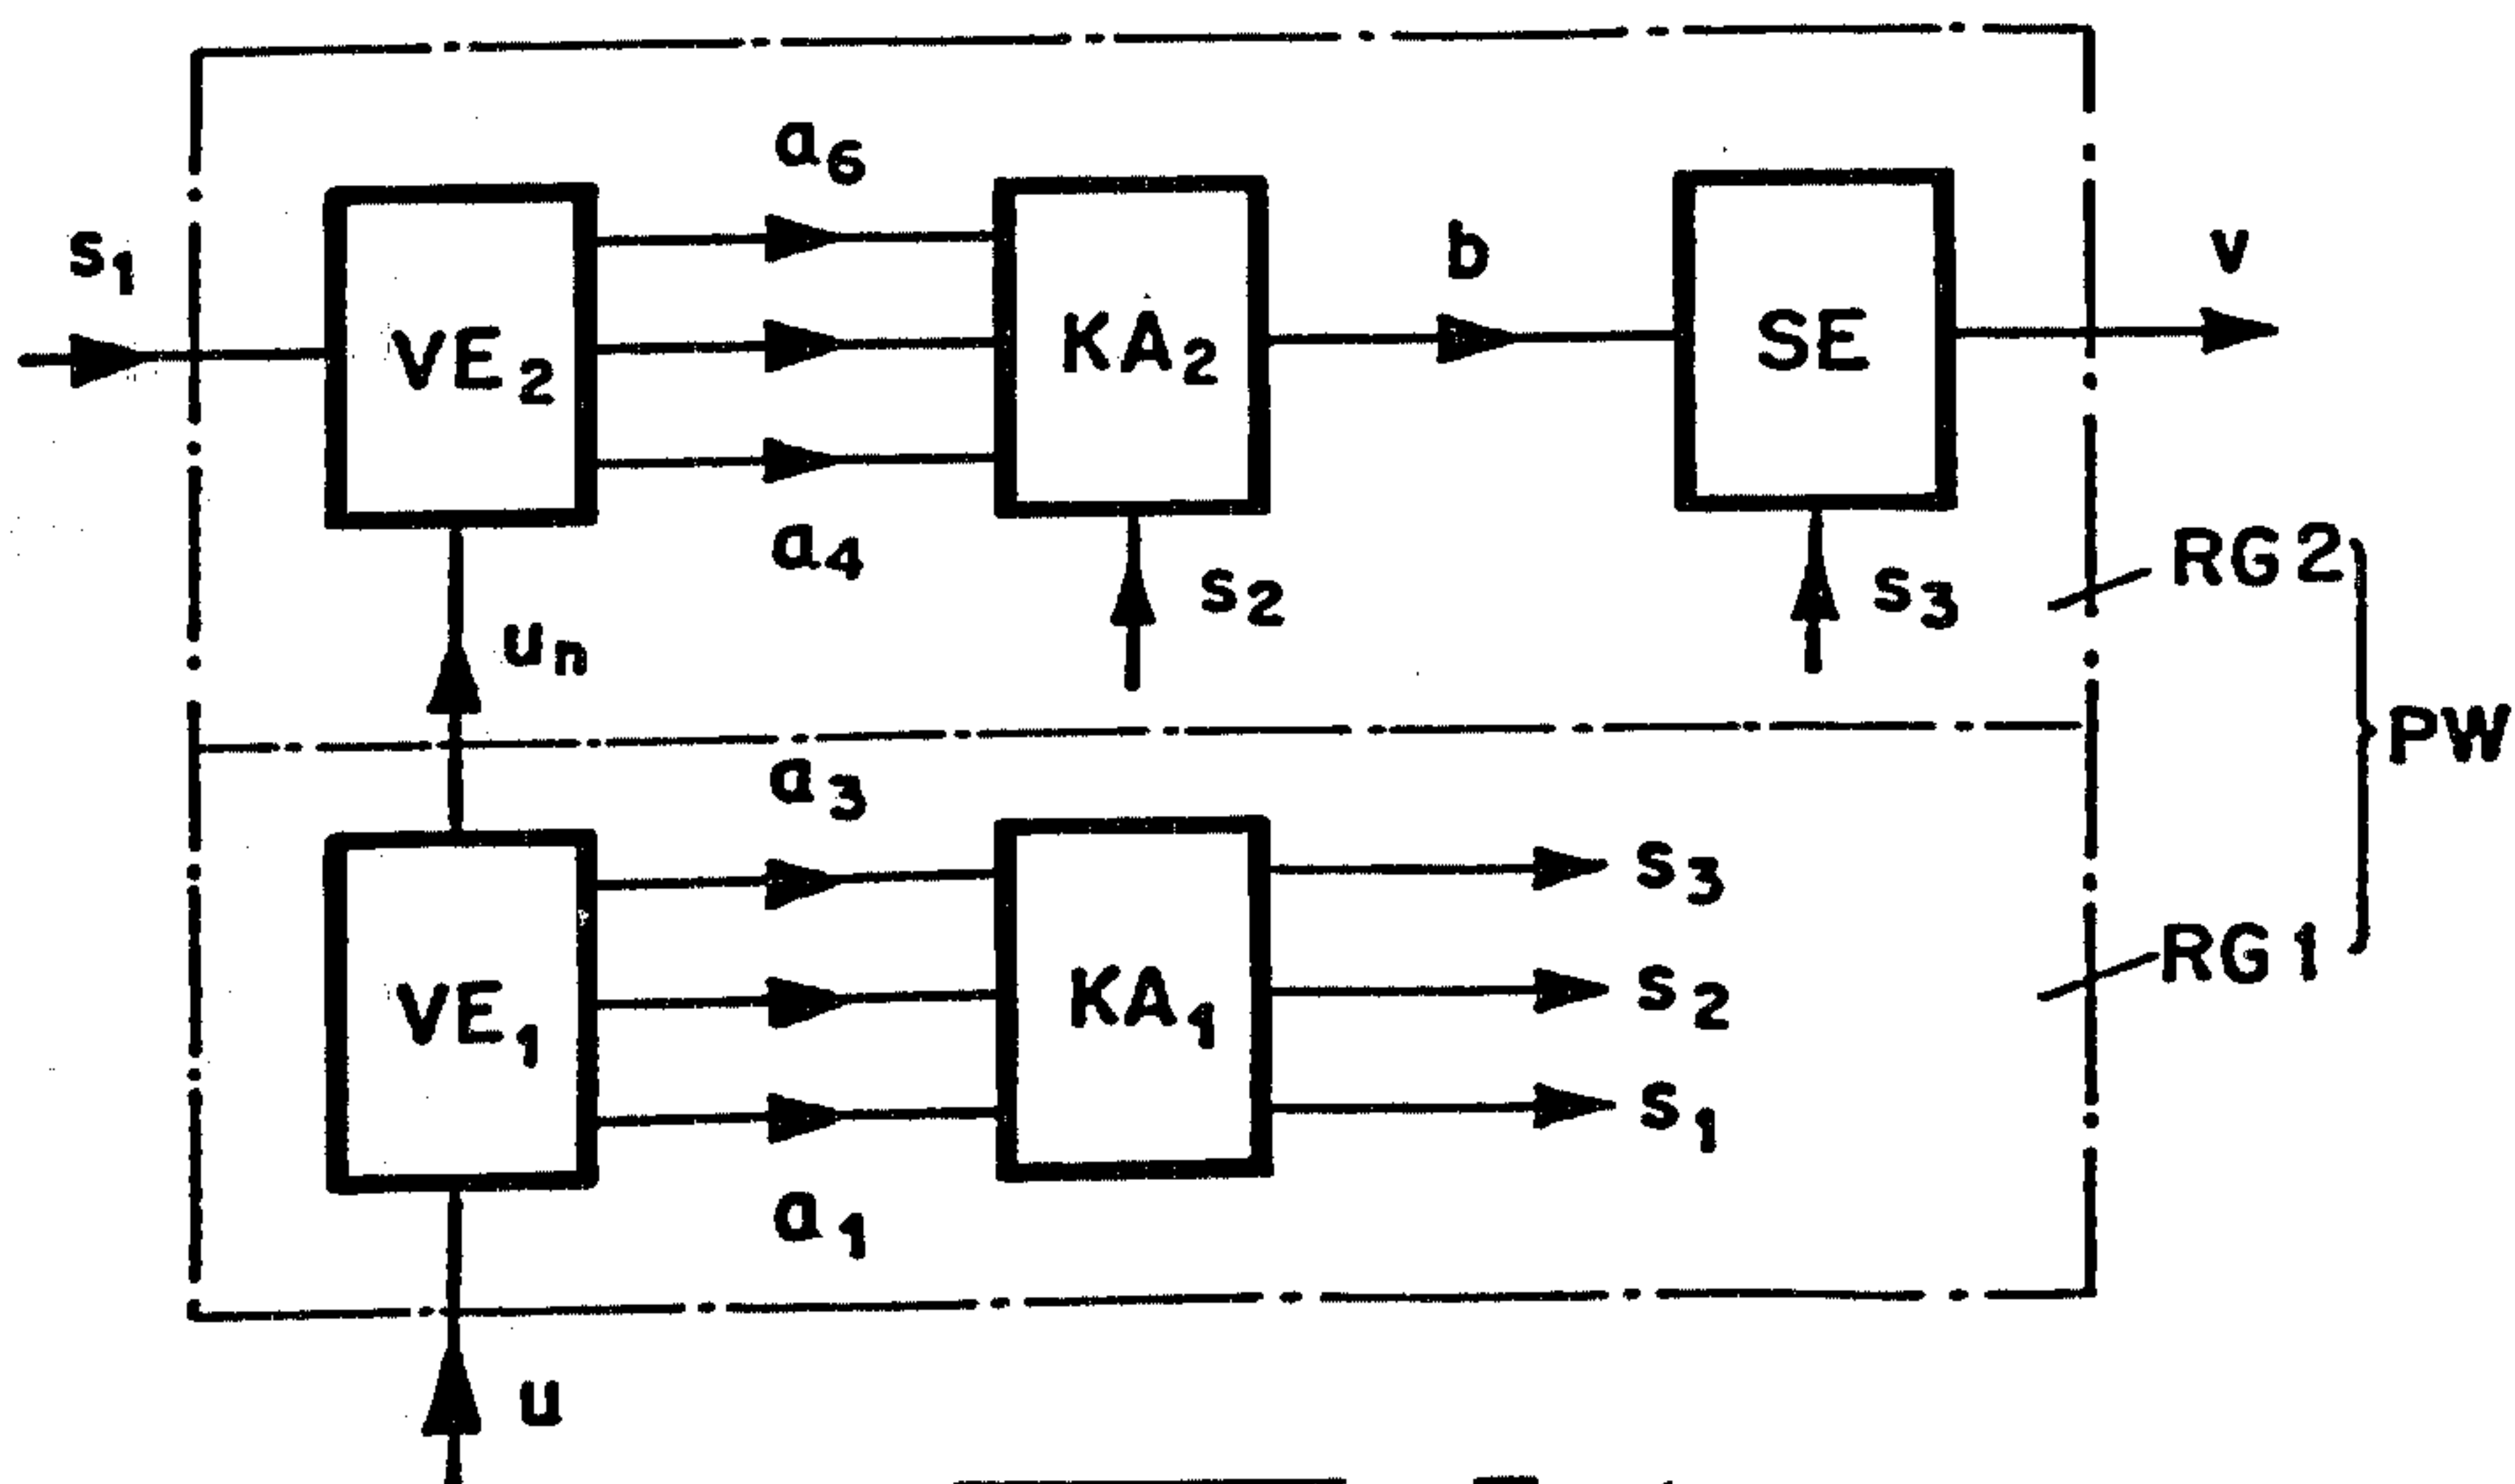 a6
s1
VE2
KA2
b
SE
v
a4
s2
s3
RG2
un
PW
a3
s3
VE1
KA1
s2
RG1
s1
a1
u